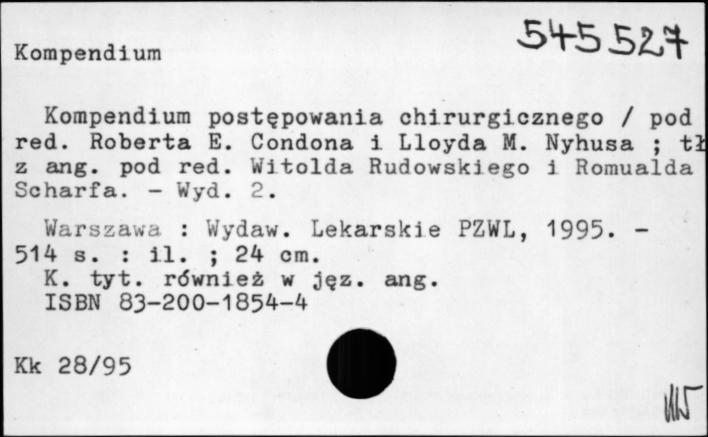 545527
Kompendium
Kompendium postępowania chirurgicznego / pod
red. Roberta E. Condona i Lloyda M. Nyhusa ; tł
z ang. pod red. Witolda Rudowskiego i Romualda
Scharfa. - Wyd. 2.
Warszawa : Wydaw. Lekarskie PZWL, 1995. -
514 s. : il. ; 24 cm.
K. tyt. również w jęz. ang.
ISBN 83-200-1854-4
Kk 28/95